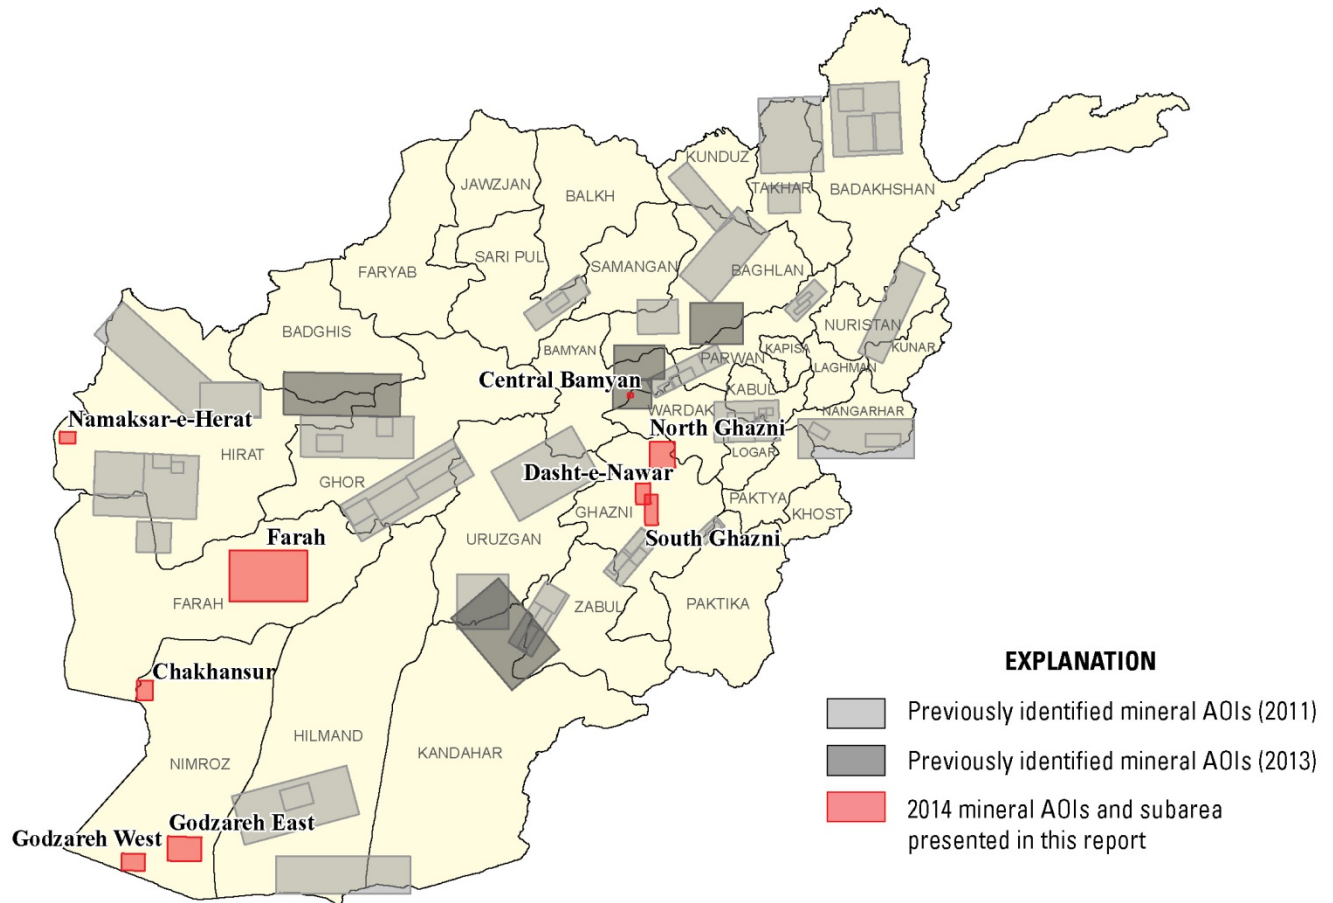 KUNDUZ
JAWZJAN
BALKH
TAKHAR
BADAKHSHAN
SARI PUL
SAMANGAN
FARYAB
BAGHLAN
BADGHIS
NURISTAN
BAMYAN
KAPISA
KUNAR
PARWAN
LAGHMAN
Central Bamyan
KABUL
WARDAK
NANGARHAR
Namaksar-e-Herat
North Ghazni
HIRAT
LOGAR
Dasht-e-Nawar
GHOR
PAKTYA
GHAZNI
KHOST
Farah
URUZGAN
South Ghazni
FARAH
ZABUL
PAKTIKA
EXPLANATION
Chakhansur
Previously identified mineral AOIs (2011)
HILMAND
KANDAHAR
NIMROZ
Previously identified mineral AOIs (2013)
2014 mineral AOIs and subarea
presented in this report
Godzareh East
Godzareh West